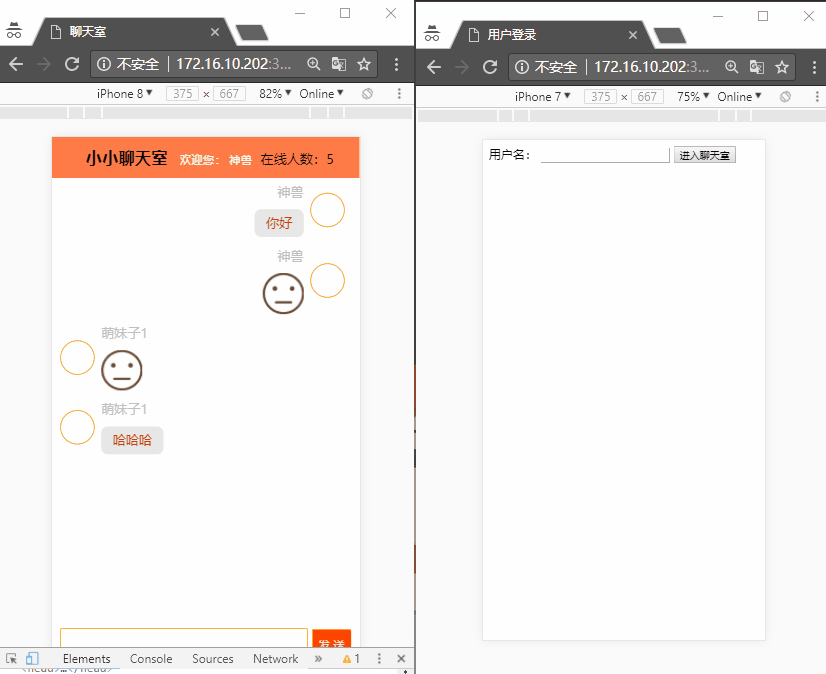 聊天室
不安全 172.16.10.202:3...
iPhone 8 ▼ 375 × 667 82% ▼ Online ▼
小小聊天室 欢迎您: 神兽 在线人数: 5
神兽
你好
神兽
萌妹子1
萌妹子1
哈哈哈
发 送
Elements Console Sources Network » 1
用户登录
不安全 172.16.10.202:3...
iPhone 7 ▼ 375 × 667 75% ▼ Online ▼
用户名: 进入聊天室